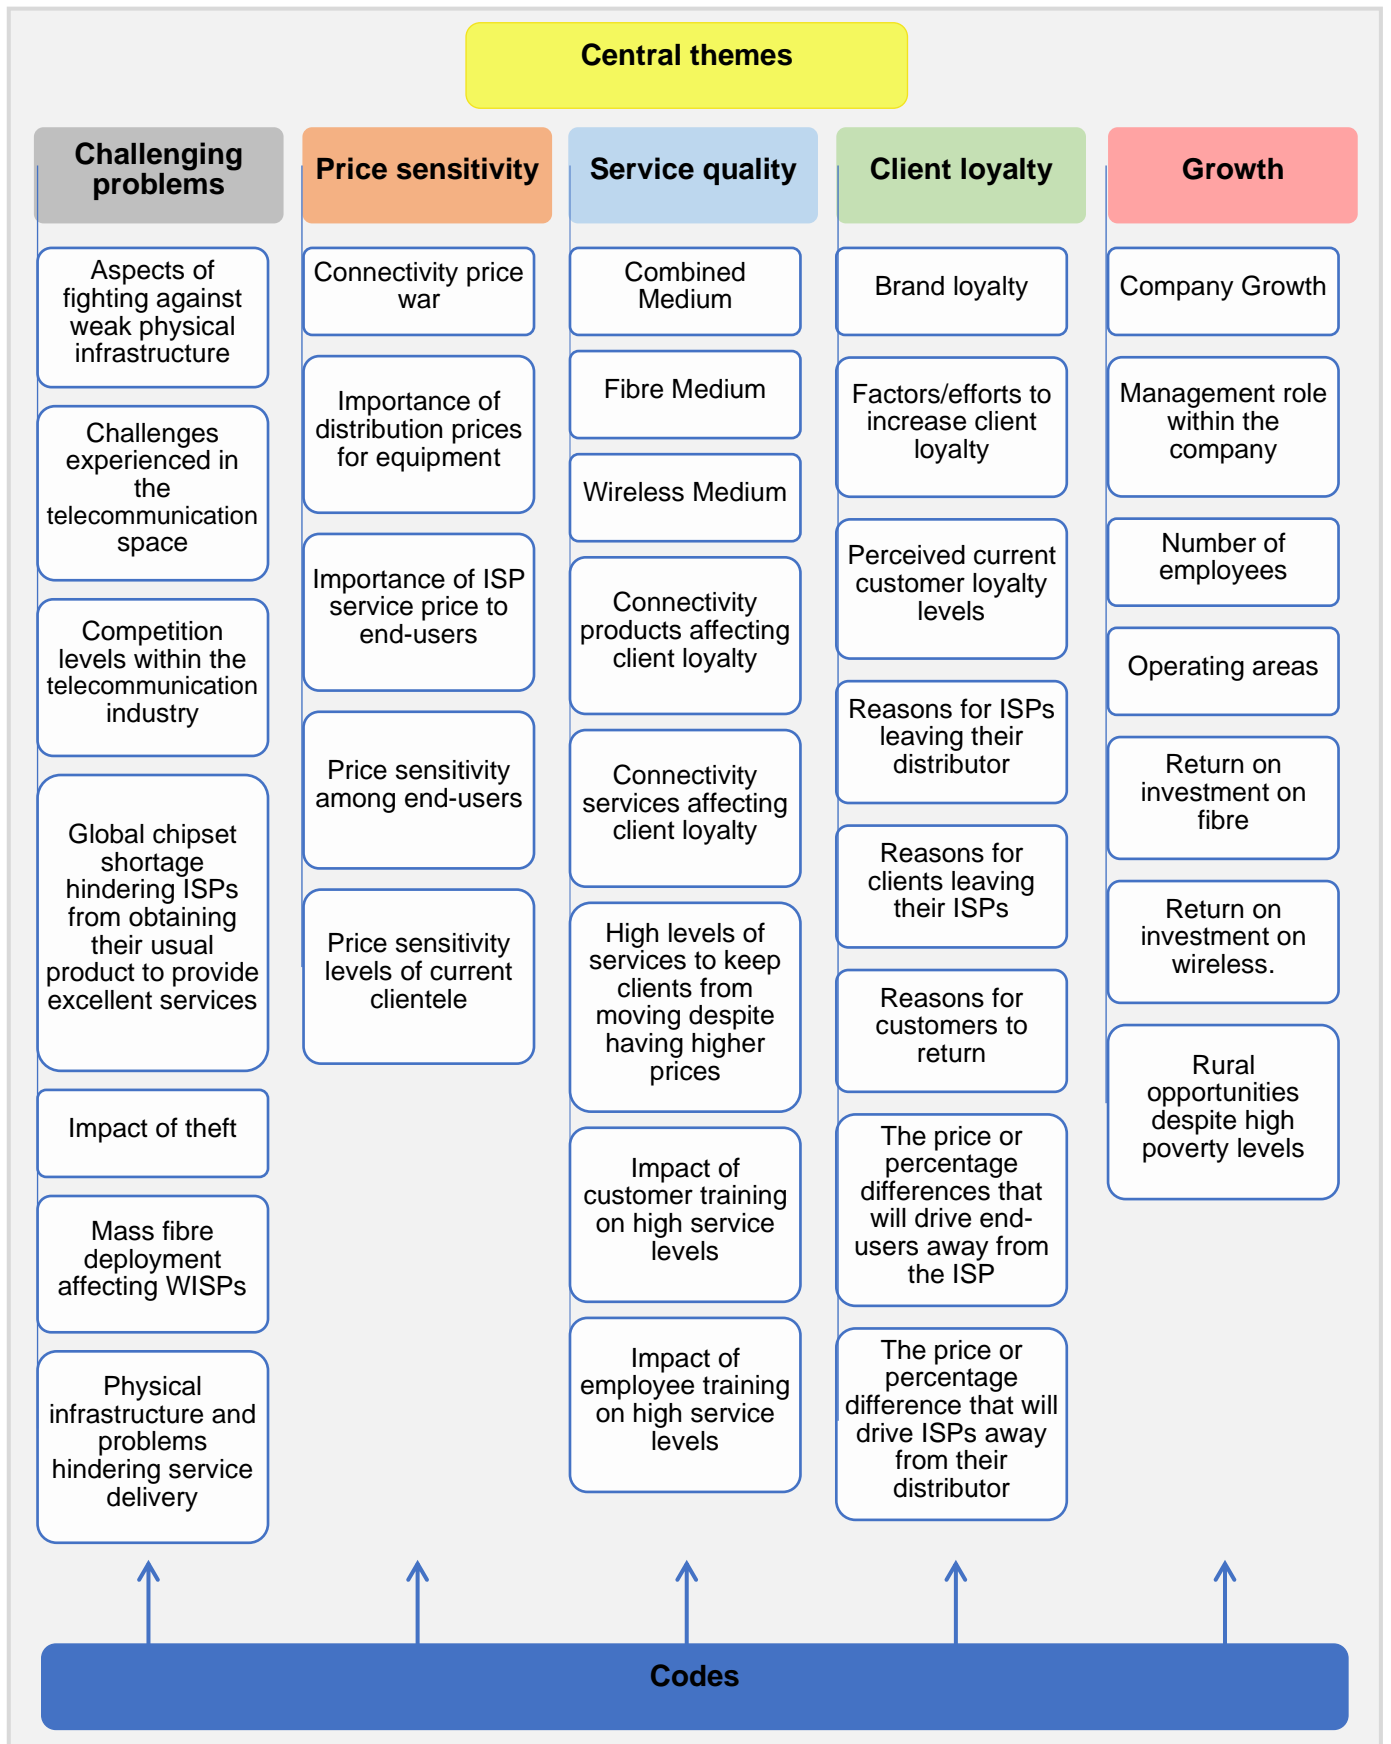 Central themes
Challenging
problems
Aspects of
fighting against
weak physical
infrastructure
Challenges
experienced in
the
telecommunication
space
Competition
levels within the
telecommunication
industry
Global chipset
shortage
hindering ISPs
from obtaining
their usual
product to provide
excellent services
Impact of theft
Mass fibre
deployment
affecting WISPs
Physical
infrastructure and
problems
hindering service
delivery
Price sensitivity
Connectivity price
war
Importance of
distribution prices
for equipment
Importance of ISP
service price to
end-users
Price sensitivity
among end-users
Price sensitivity
levels of current
clientele
Service quality
Combined
Medium
Fibre Medium
Wireless Medium
Connectivity
products affecting
client loyalty
Connectivity
services affecting
client loyalty
High levels of
services to keep
clients from
moving despite
having higher
prices
Impact of
customer training
on high service
levels
Impact of
employee training
on high service
levels
Client loyalty
Brand loyalty
Factors/efforts to
increase client
loyalty
Perceived current
customer loyalty
levels
Reasons for ISPs
leaving their
distributor
Reasons for
clients leaving
their ISPs
Reasons for
customers to
return
The price or
percentage
differences that
will drive end-
users away from
the ISP
The price or
percentage
difference that will
drive ISPs away
from their
distributor
Growth
Company Growth
Management role
within the
company
Number of
employees
Operating areas
Return on
investment on
fibre
Return on
investment on
wireless.
Rural
opportunities
despite high
poverty levels
Codes